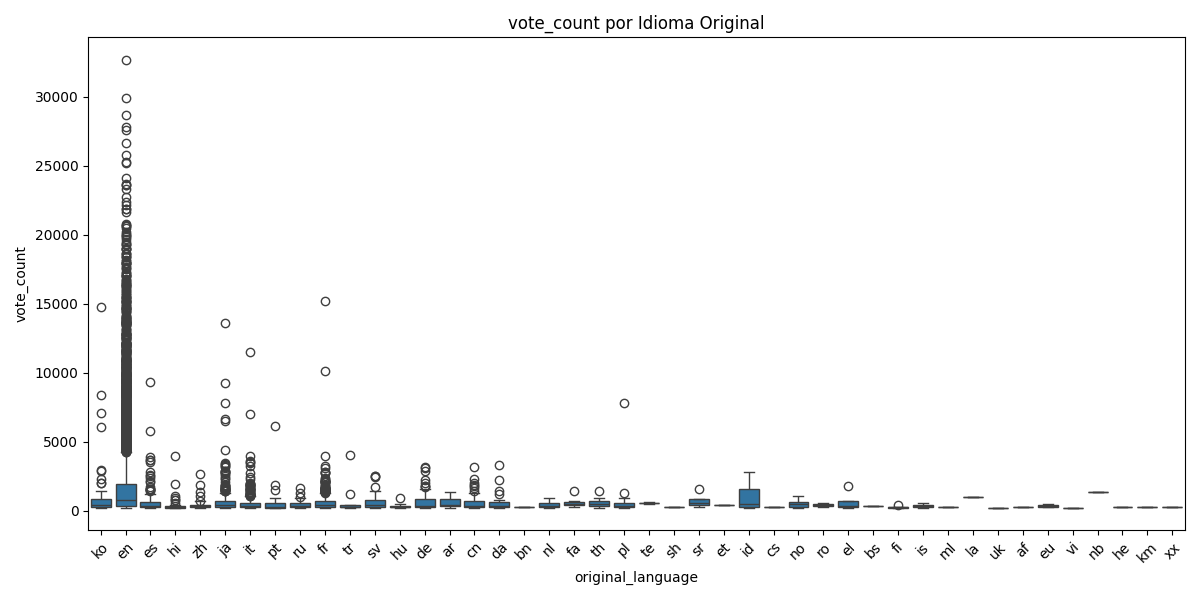 vote_count por Idioma Original
vote_count
30000
25000
20000
15000
10000
5000
0
ko en es hi zh ja it pt ru fr tr sv hu de ar cn da bn nl fa th pl te sh sr et id cs no ro el bs fi is ml la uk af eu vi nb he km xx
original_language